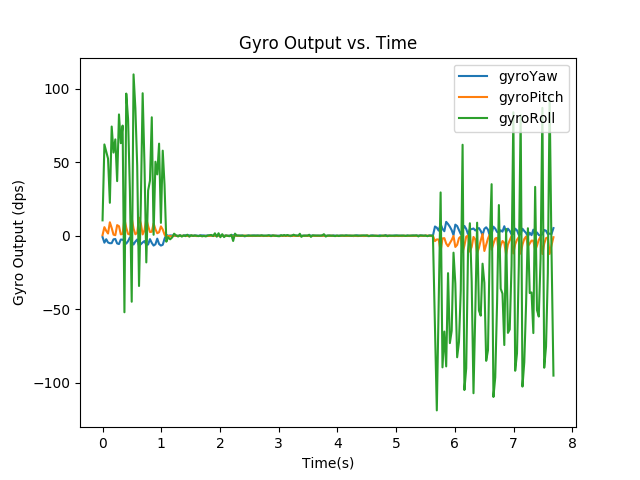 Gyro Output vs. Time
gyroYaw
gyroPitch
gyroRoll
100
50
0
−50
−100
Gyro Output (dps)
0 1 2 3 4 5 6 7 8
Time(s)